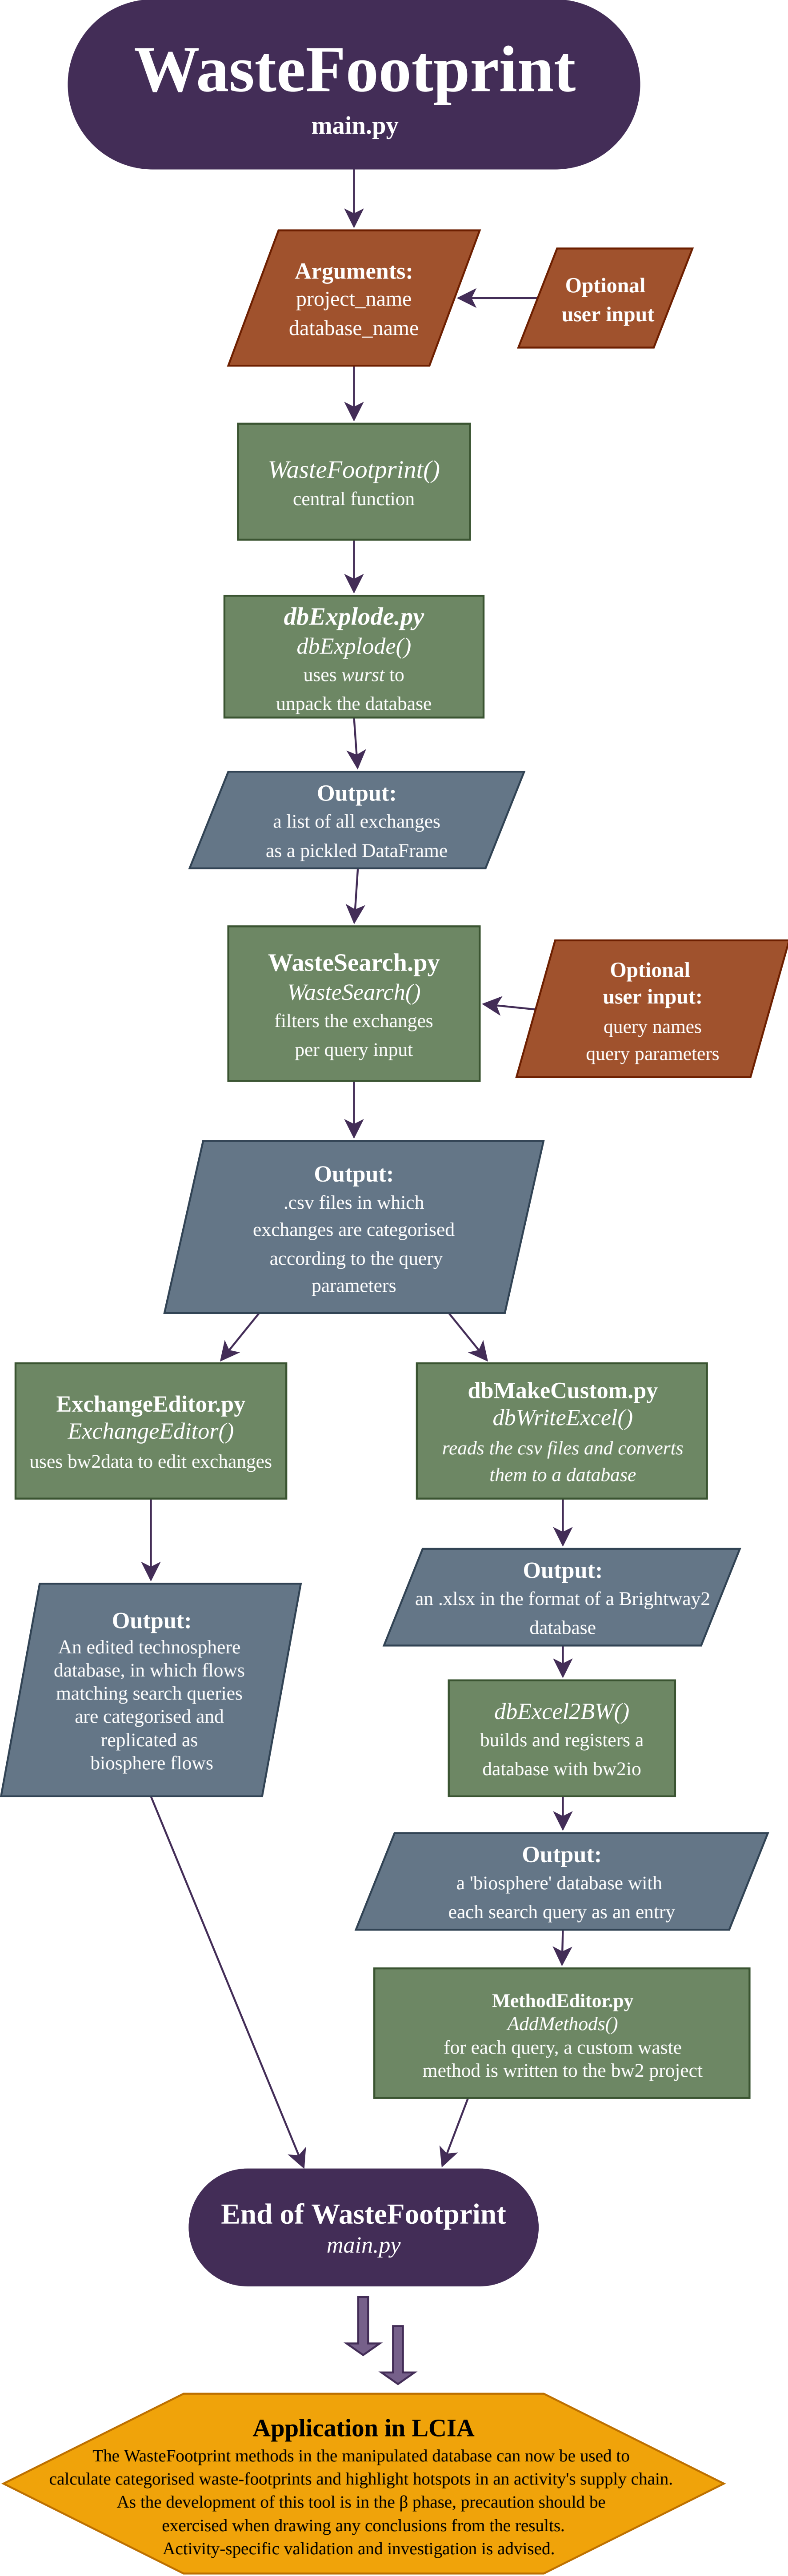 WasteFootprint
main.py
Arguments:
project_name
database_name
Optional
user input
WasteFootprint()
central function
dbExplode.py
dbExplode()
uses wurst to
unpack the database
Output:
a list of all exchanges
as a pickled DataFrame
WasteSearch.py
WasteSearch()
filters the exchanges
per query input
Optional
user input:
query names
query parameters
Output:
.csv files in which
exchanges are categorised
according to the query
parameters
ExchangeEditor.py
ExchangeEditor()
uses bw2data to edit exchanges
dbMakeCustom.py
dbWriteExcel()
reads the csv files and converts
them to a database
Output:
An edited technosphere
database, in which flows
matching search queries
are categorised and
replicated as
biosphere flows
Output:
an .xlsx in the format of a Brightway2
database
dbExcel2BW()
builds and registers a
database with bw2io
Output:
a 'biosphere' database with
each search query as an entry
MethodEditor.py
AddMethods()
for each query, a custom waste
method is written to the bw2 project
End of WasteFootprint
main.py
Application in LCIA
The WasteFootprint methods in the manipulated database can now be used to
calculate categorised waste-footprints and highlight hotspots in an activity's supply chain.
As the development of this tool is in the β phase, precaution should be
exercised when drawing any conclusions from the results.
Activity-specific validation and investigation is advised.